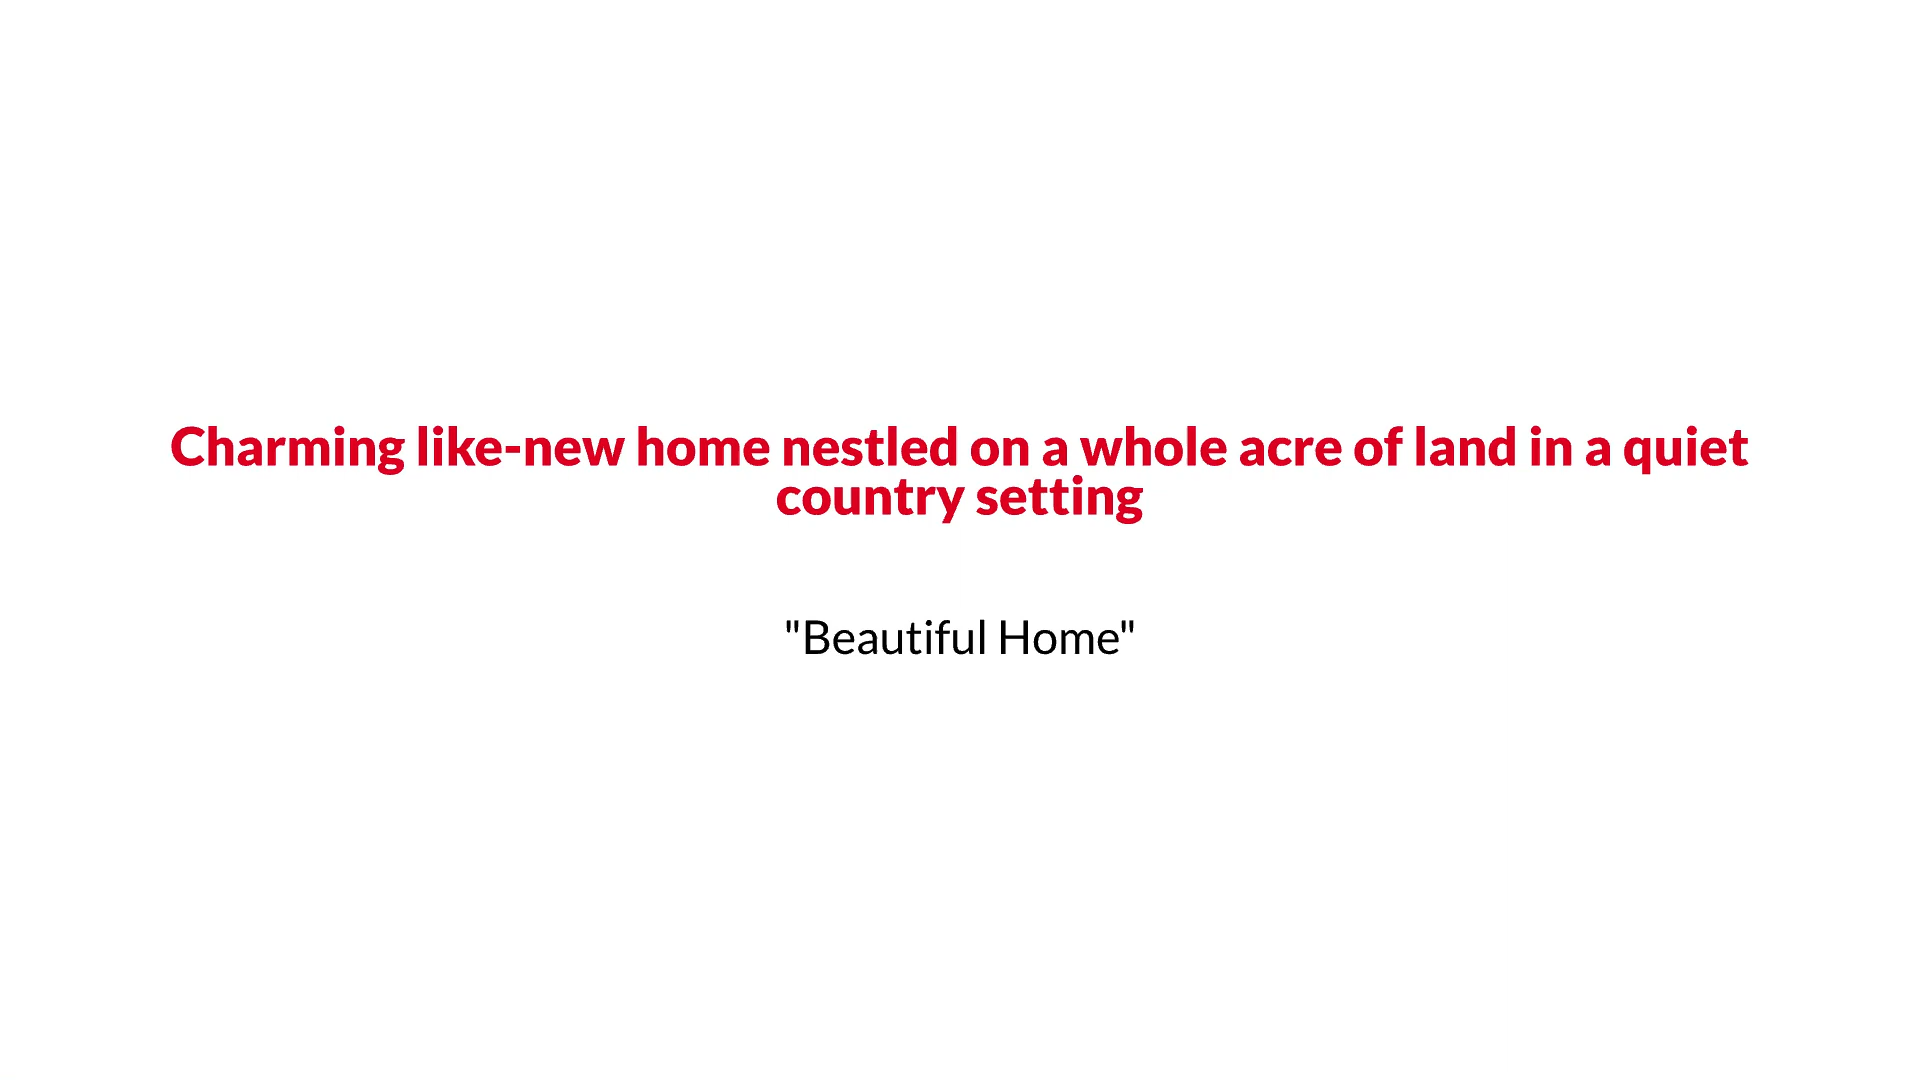 Charming like-new home nestled on a whole acre of land in a quiet
country setting
"Beautiful Home"